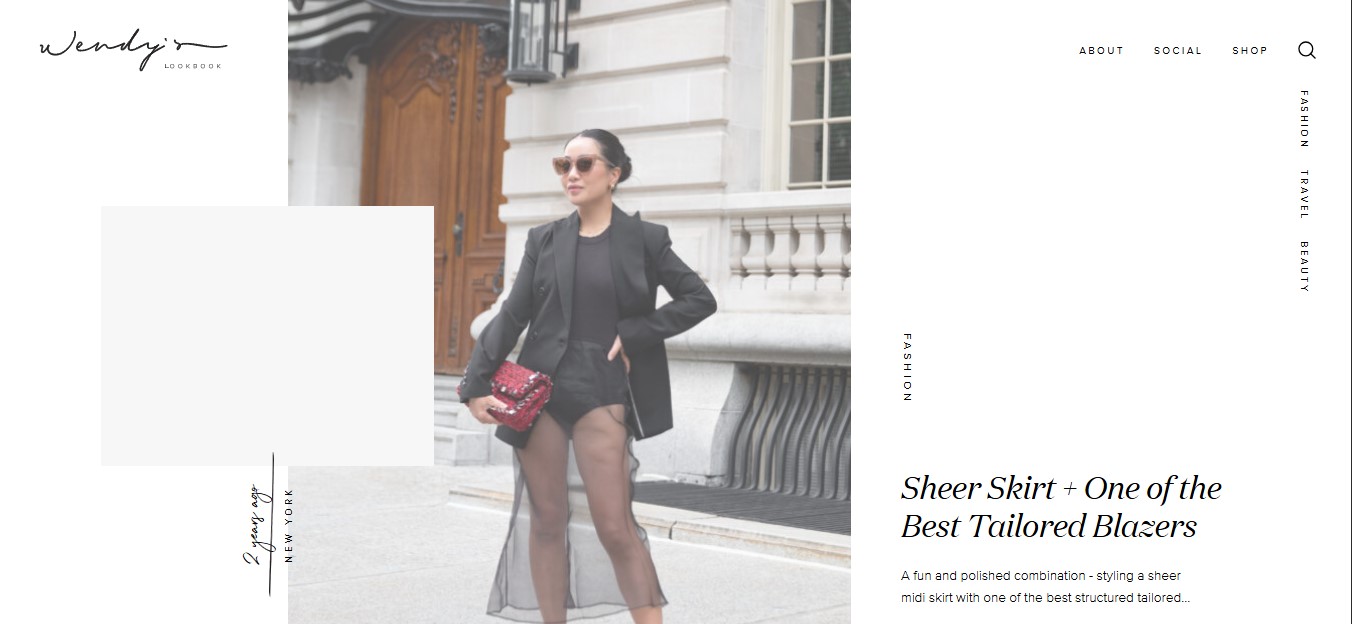 Wendy's
LOOKBOOK
ABOUT SOCIAL SHOP
FASHION TRAVEL BEAUTY
2 years ago
NEW YORK
FASHION
Sheer Skirt + One of the
Best Tailored Blazers
A fun and polished combination - styling a sheer
midi skirt with one of the best structured tailored...